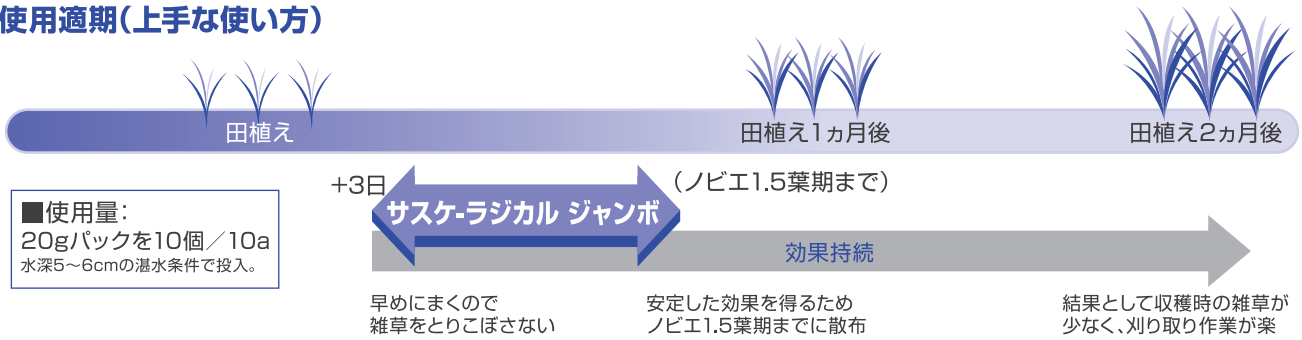 使用適期(上手な使い方)
田植え
田植え1ヵ月後
田植え2ヵ月後
+3日
サスケ-ラジカル ジャンボ
(ノビエ1.5葉期まで)
■使用量:
20gパックを10個/10a
水深5~6cmの湛水条件で投入。
効果持続
早めにまくので
雑草をとりこぼさない
安定した効果を得るため
ノビエ1.5葉期までに散布
結果として収穫時の雑草が
少なく、刈り取り作業が楽